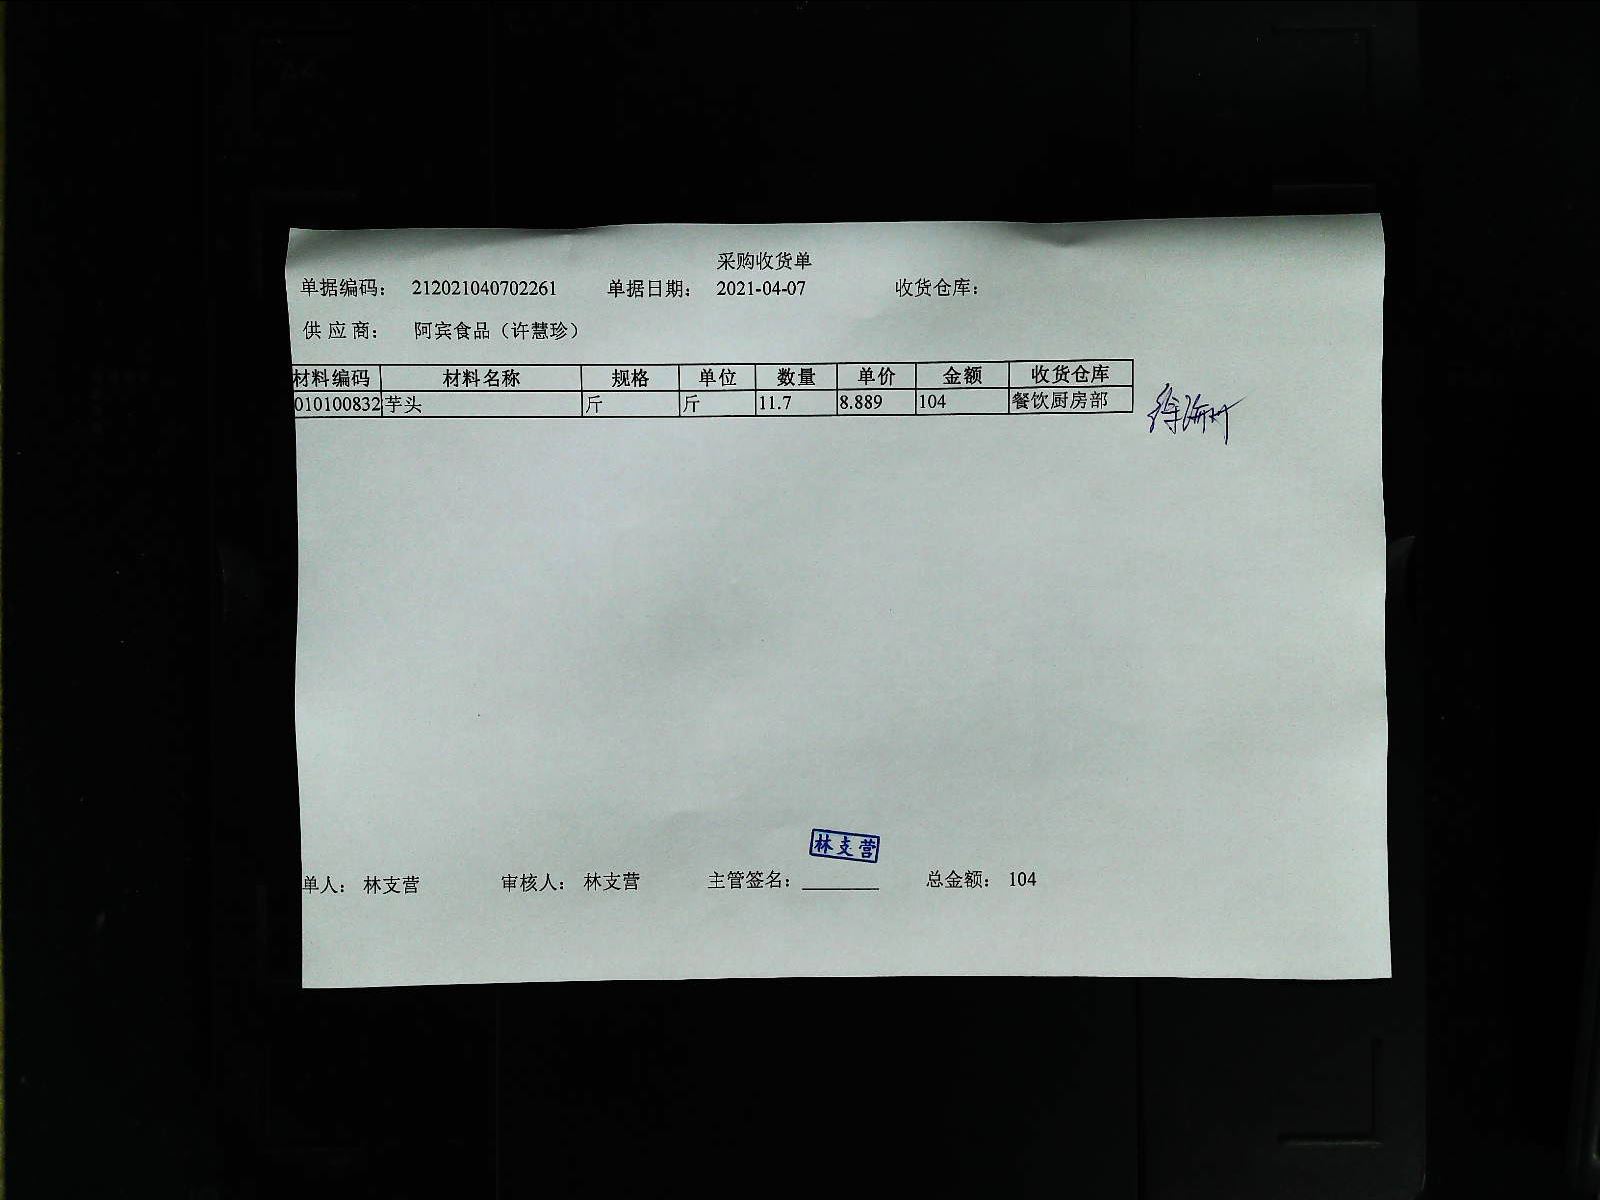 采购收货单
单据编码： 212021040702261 单据日期： 2021-04-07 收货仓库：
供应商： 阿宾食品（许慧珍）
材料编码 材料名称 规格 单位 数量 单价 金额 收货仓库
010100832 芋头 斤 斤 11.7 8.889 104 餐饮厨房部
林支营
单人： 林支营 审核人： 林支营 主管签名： 总金额： 104